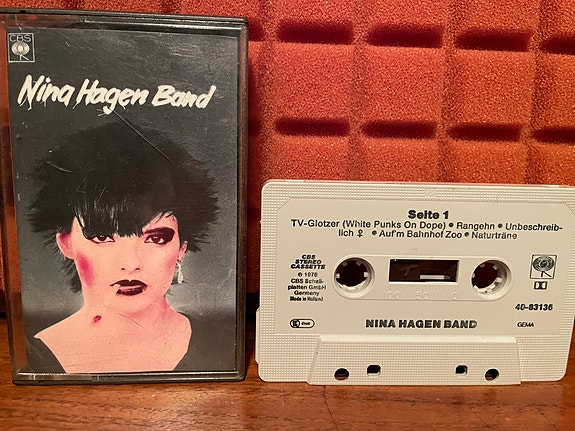 CBS
Nina Hagen Band
Seite 1
TV-Glotzer (White Punks On Dope) • Rangehn • Unbeschreib-
lich ♀ • Auf'm Bahnhof Zoo • Naturträne
CBS
STEREO
CASSETTE
℗ 1978
CBS Schall-
platten GmbH
Germany
Made in Holland
40-83136
NINA HAGEN BAND
GEMA